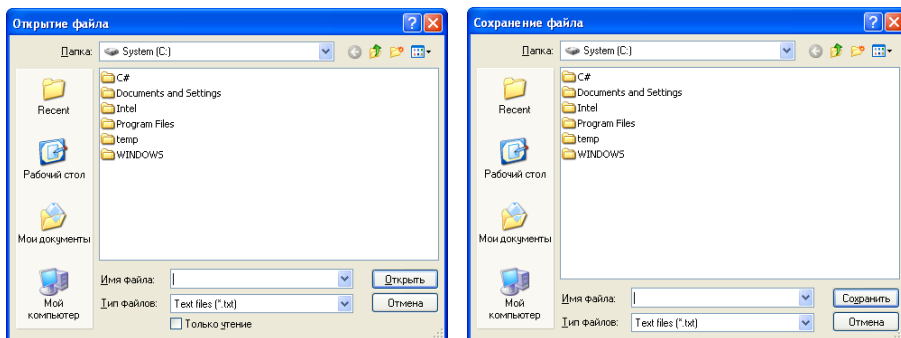 Открытие файла
Папка: System (C:)
C#
Documents and Settings
Intel
Program Files
temp
WINDOWS
Recent
Рабочий стол
Мои документы
Мой компьютер
Имя файла:
Открыть
Тип файлов: Text files (*.txt)
Отмена
Только чтение
Сохранение файла
Папка: System (C:)
C#
Documents and Settings
Intel
Program Files
temp
WINDOWS
Recent
Рабочий стол
Мои документы
Мой компьютер
Имя файла:
Сохранить
Тип файлов: Text files (*.txt)
Отмена